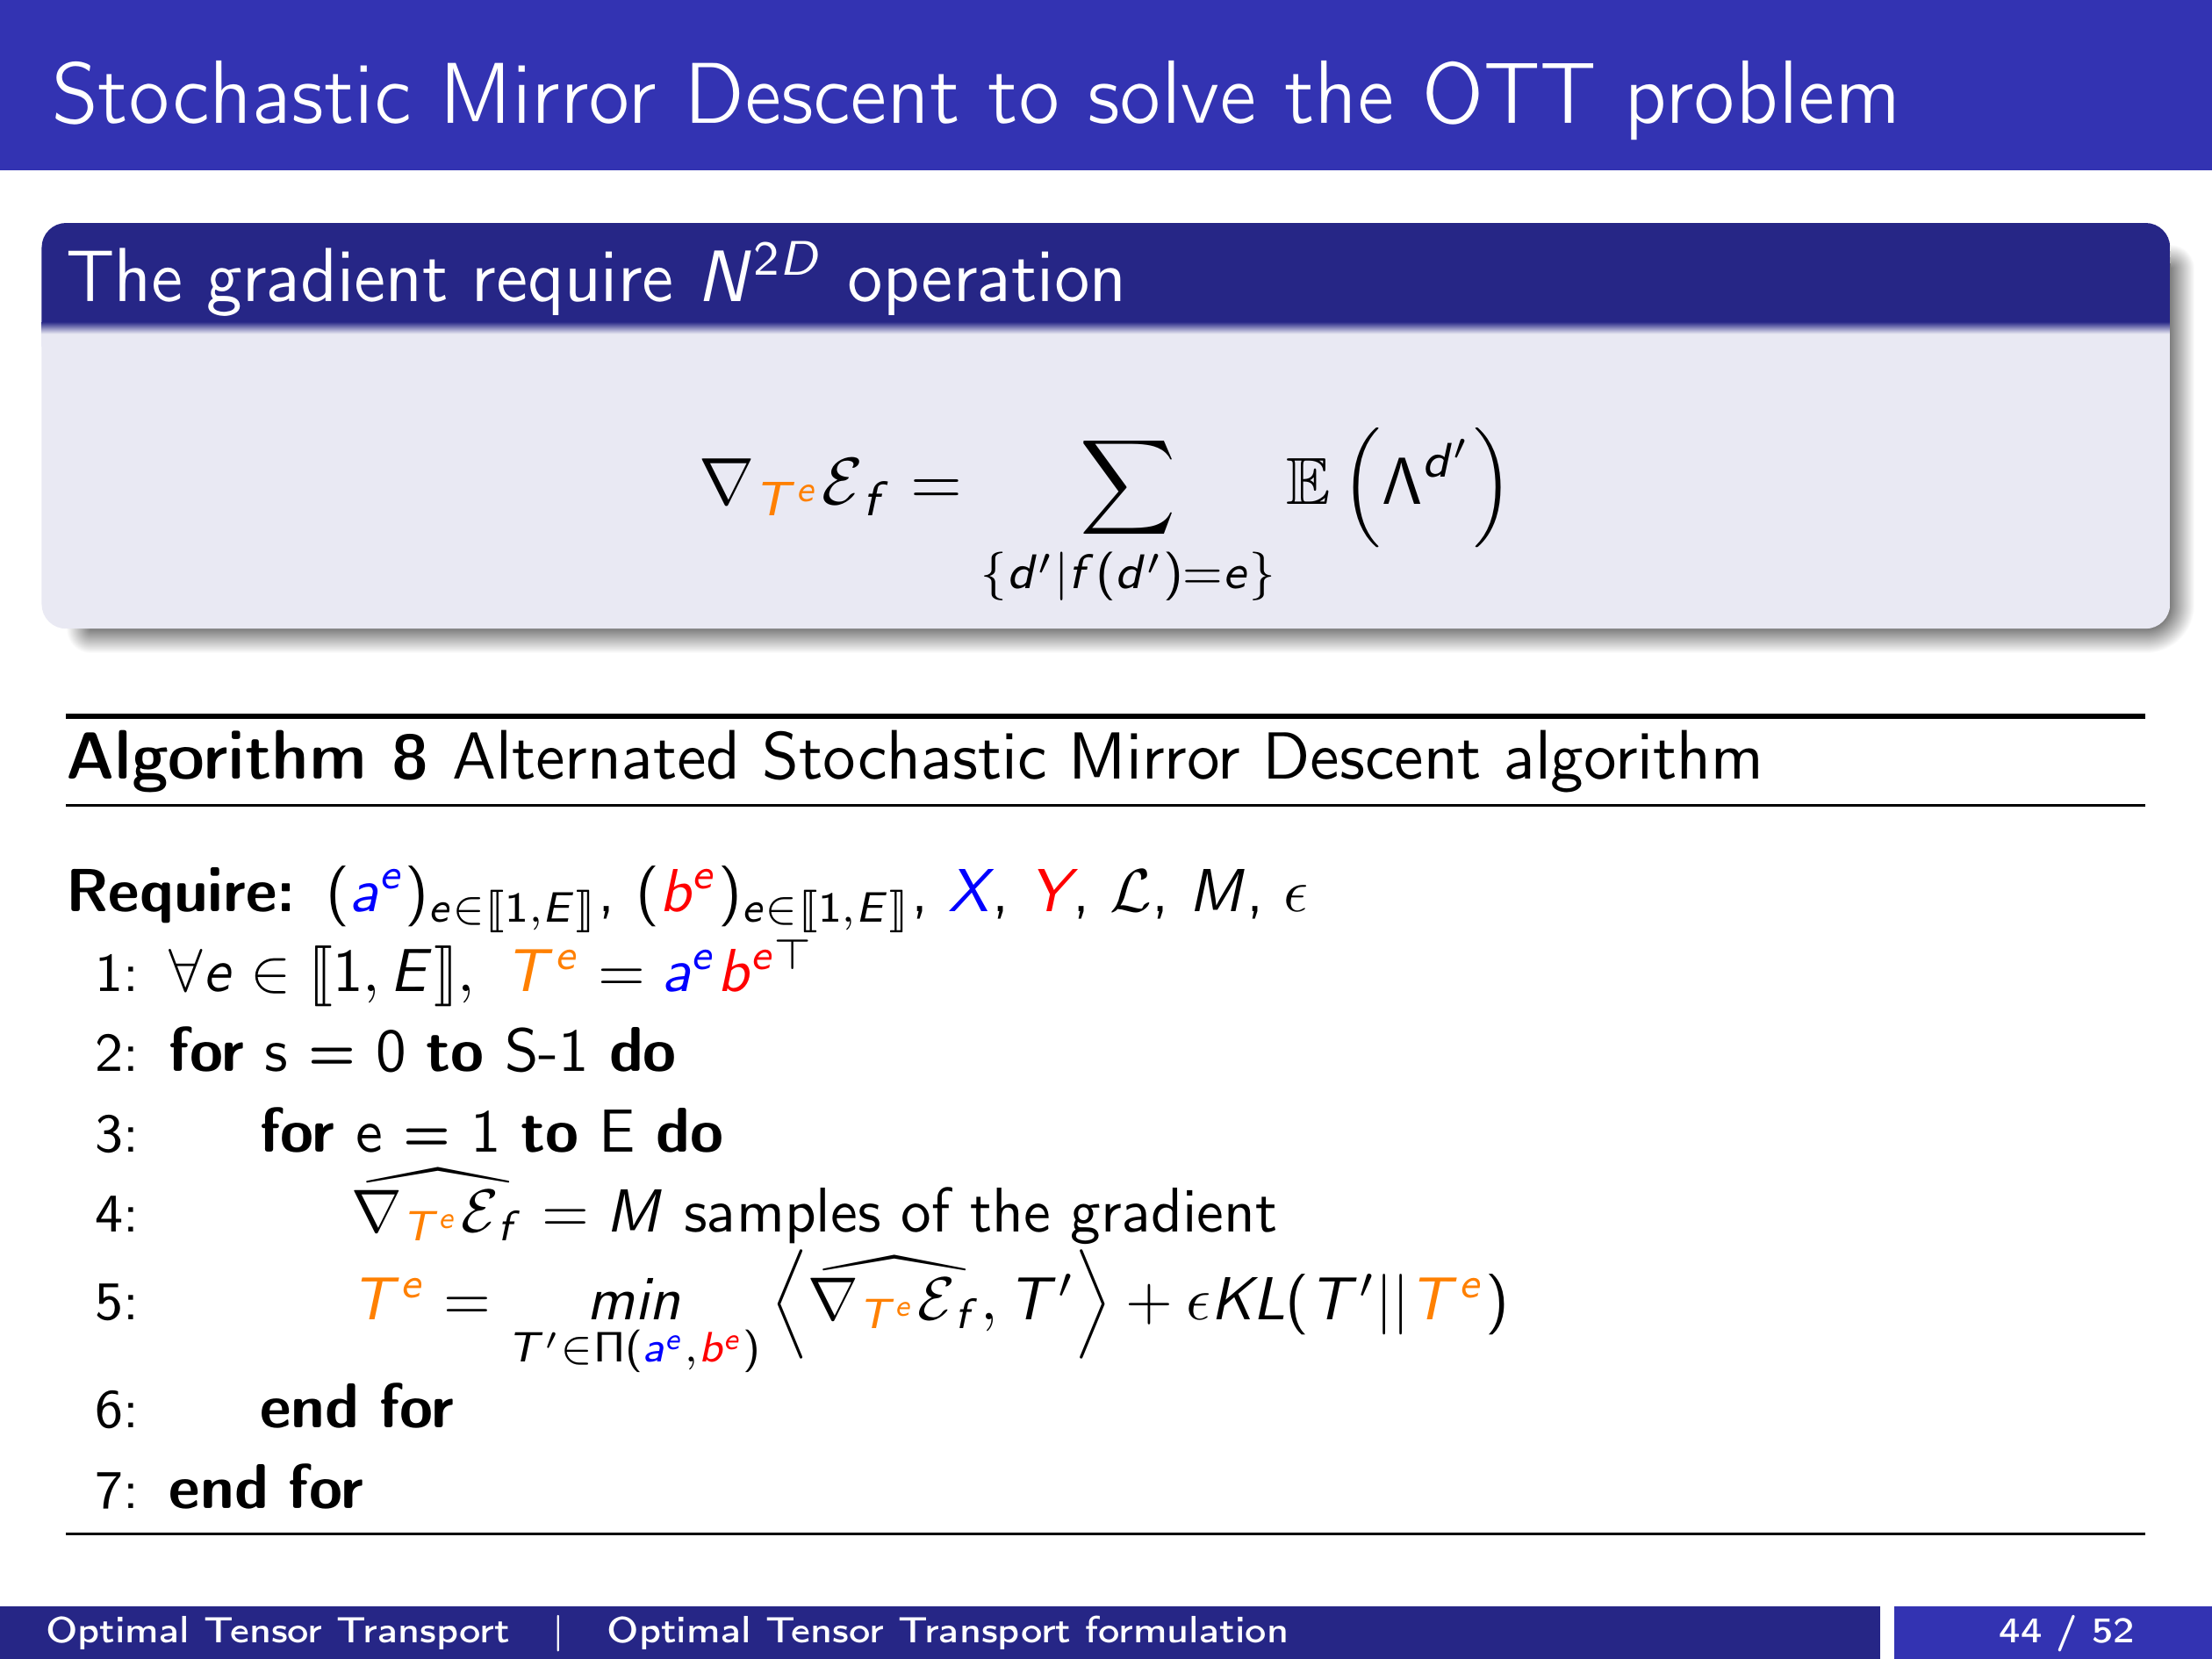 Stochastic Mirror Descent to solve the OTT problem
The gradient require $N^{2D}$ operation
$\nabla_{T^e} \mathcal{E}_f = \sum_{\{d'|f(d')=e\}} \mathbb{E}\left(\Lambda^{d'}\right)$
Algorithm 8 Alternated Stochastic Mirror Descent algorithm
Require: $(a^e)_{e \in ⟦1,E⟧}$, $(b^e)_{e \in ⟦1,E⟧}$, $X$, $Y$, $\mathcal{L}$, $M$, $\epsilon$
1: $\forall e \in ⟦1, E⟧, \; T^e = a^e {b^e}^\top$
2: for s = 0 to S-1 do
3: for e = 1 to E do
4: $\widehat{\nabla_{T^e} \mathcal{E}_f} = M$ samples of the gradient
5: $T^e = \min_{T' \in \Pi(a^e, b^e)} \left\langle \widehat{\nabla_{T^e} \mathcal{E}_f}, T' \right\rangle + \epsilon KL(T' || T^e)$
6: end for
7: end for
Optimal Tensor Transport | Optimal Tensor Transport formulation
44 / 52